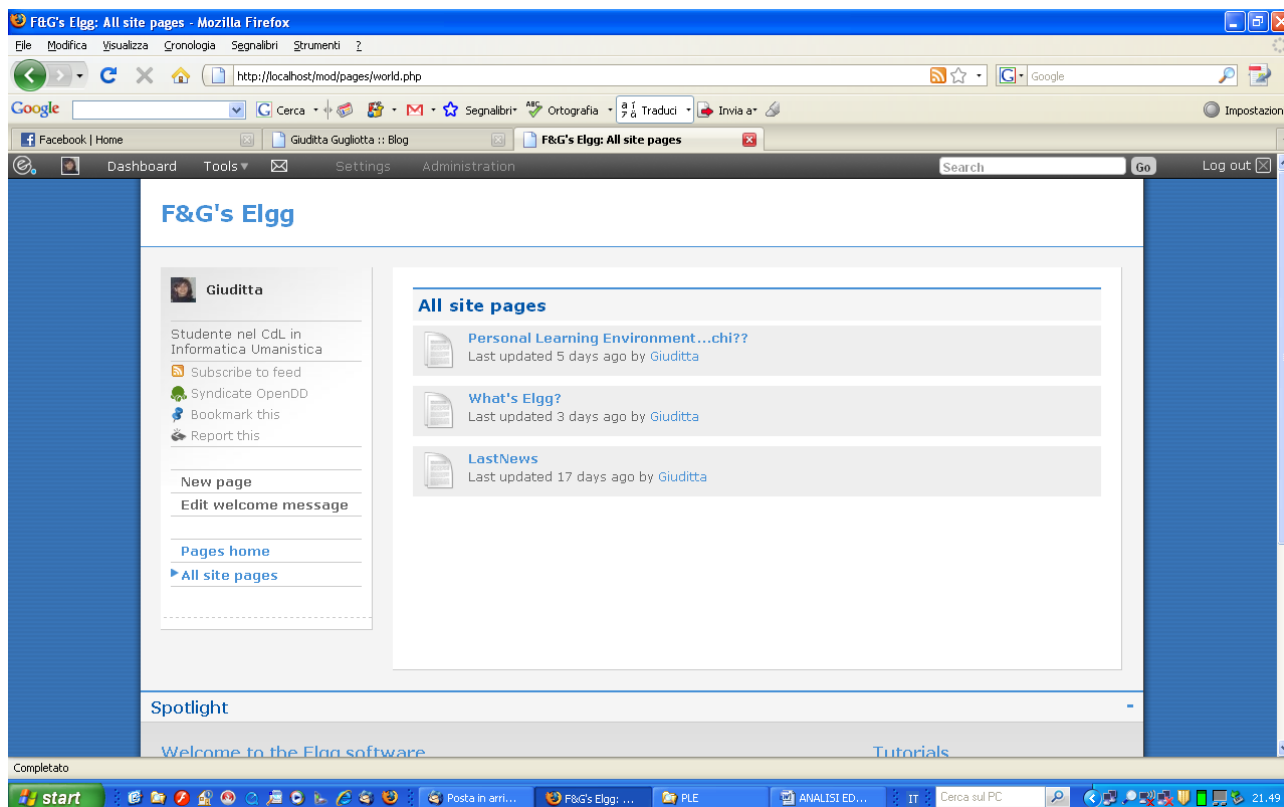 F&G's Elgg: All site pages - Mozilla Firefox
File Modifica Visualizza Cronologia Segnalibri Strumenti ?
http://localhost/mod/pages/world.php
G Google
Google G Cerca Segnalibri Ortografia Traduci Invia a Impostazion
Facebook | Home Giuditta Gugliotta :: Blog F&G's Elgg: All site pages
Dashboard Tools Settings Administration Search Go Log out
F&G's Elgg
Giuditta
Studente nel CdL in
Informatica Umanistica
Subscribe to feed
Syndicate OpenDD
Bookmark this
Report this
New page
Edit welcome message
Pages home
All site pages
All site pages
Personal Learning Environment...chi??
Last updated 5 days ago by Giuditta
What's Elgg?
Last updated 3 days ago by Giuditta
LastNews
Last updated 17 days ago by Giuditta
Spotlight -
Welcome to the Elgg software Tutorials
Completato
start Posta in arri... F&G's Elgg: ... PLE ANALISI ED... IT Cerca sul PC 21.49